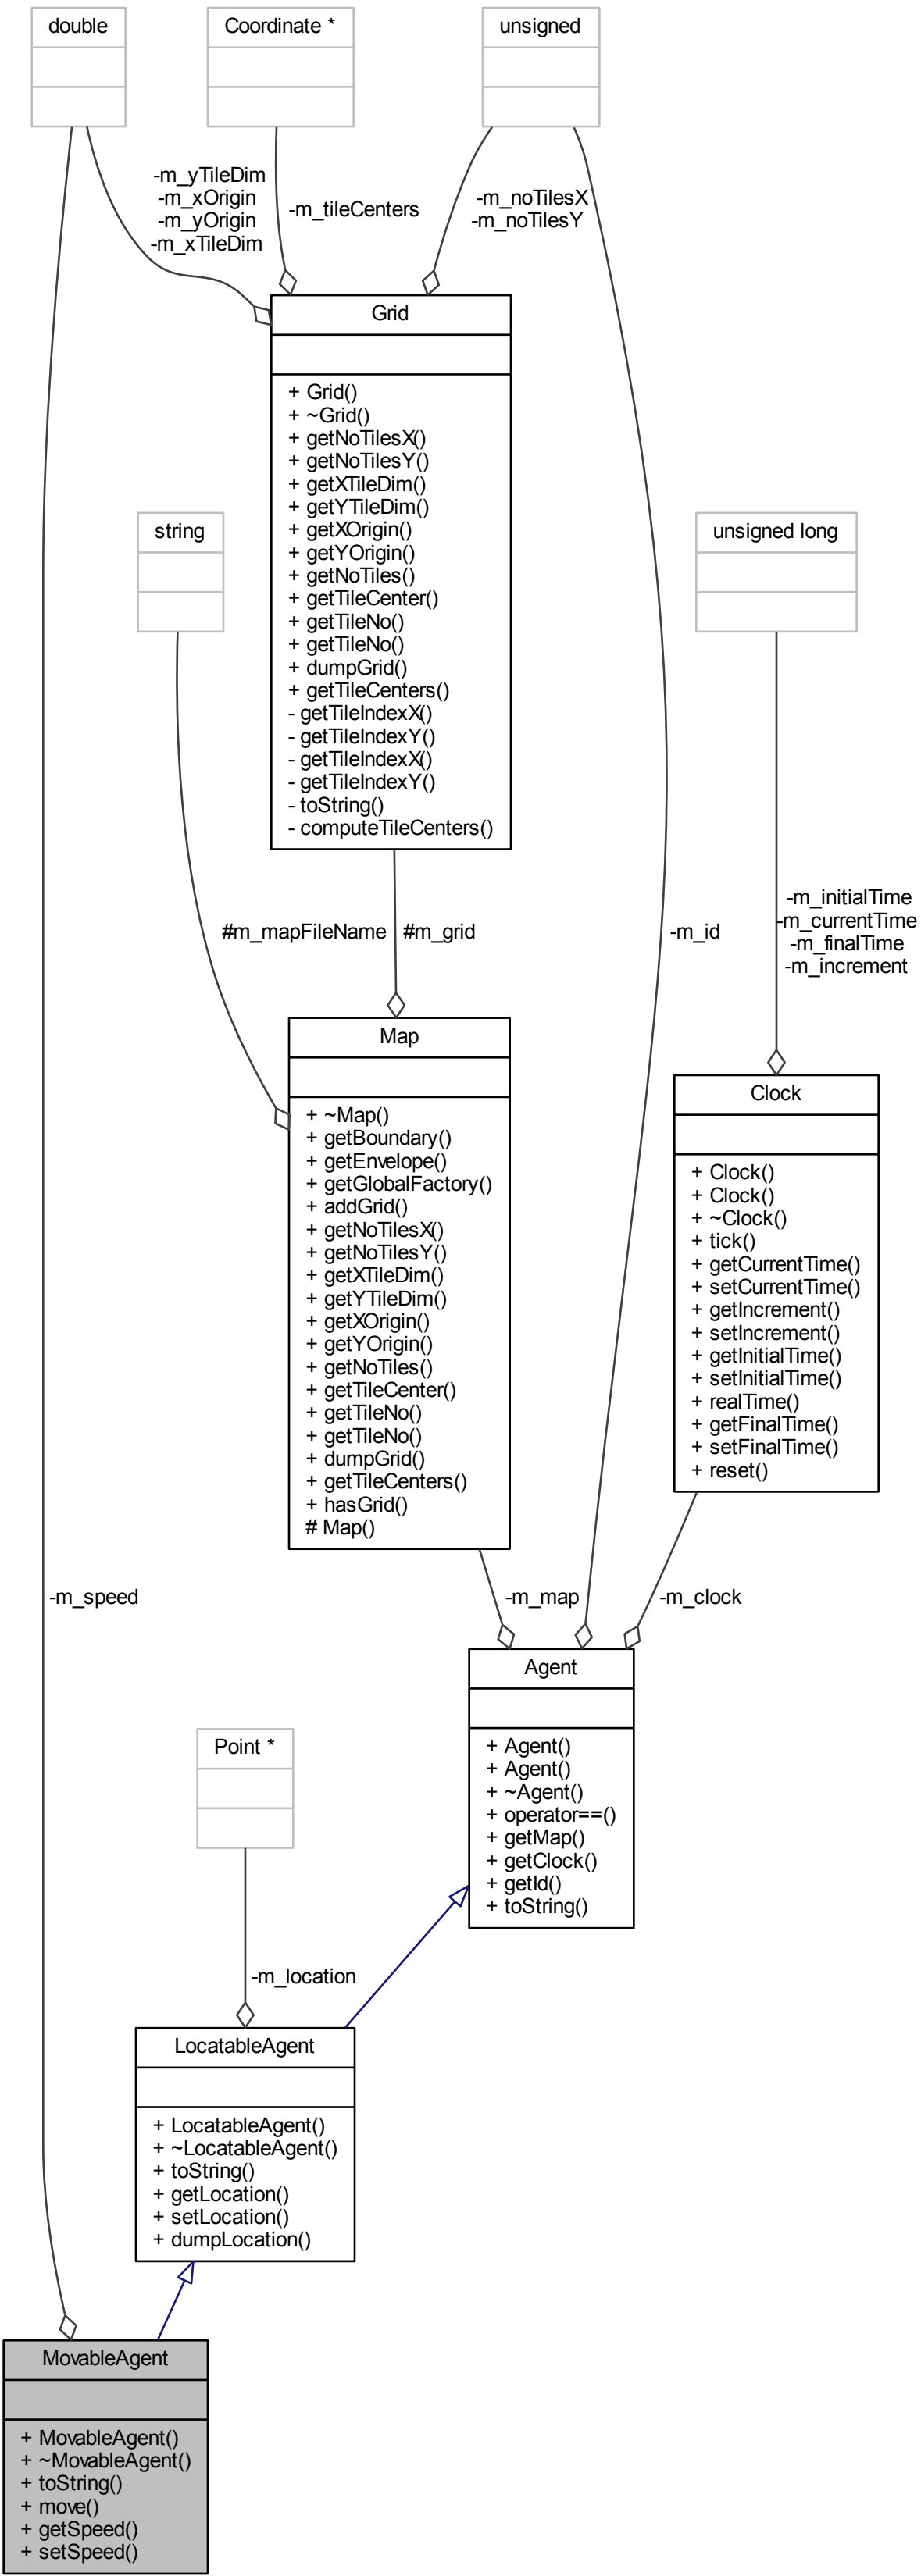 double
Coordinate *
unsigned
-m_yTileDim
-m_xOrigin
-m_yOrigin
-m_xTileDim
-m_tileCenters
-m_noTilesX
-m_noTilesY
Grid
+ Grid()
+ ~Grid()
+ getNoTilesX()
+ getNoTilesY()
+ getXTileDim()
+ getYTileDim()
+ getXOrigin()
+ getYOrigin()
+ getNoTiles()
+ getTileCenter()
+ getTileNo()
+ getTileNo()
+ dumpGrid()
+ getTileCenters()
- getTileIndexX()
- getTileIndexY()
- getTileIndexX()
- getTileIndexY()
- toString()
- computeTileCenters()
string
unsigned long
#m_mapFileName
#m_grid
-m_id
-m_initialTime
-m_currentTime
-m_finalTime
-m_increment
Map
+ ~Map()
+ getBoundary()
+ getEnvelope()
+ getGlobalFactory()
+ addGrid()
+ getNoTilesX()
+ getNoTilesY()
+ getXTileDim()
+ getYTileDim()
+ getXOrigin()
+ getYOrigin()
+ getNoTiles()
+ getTileCenter()
+ getTileNo()
+ getTileNo()
+ dumpGrid()
+ getTileCenters()
+ hasGrid()
# Map()
Clock
+ Clock()
+ Clock()
+ ~Clock()
+ tick()
+ getCurrentTime()
+ setCurrentTime()
+ getIncrement()
+ setIncrement()
+ getInitialTime()
+ setInitialTime()
+ realTime()
+ getFinalTime()
+ setFinalTime()
+ reset()
-m_speed
-m_map
-m_clock
Agent
+ Agent()
+ Agent()
+ ~Agent()
+ operator==()
+ getMap()
+ getClock()
+ getId()
+ toString()
Point *
-m_location
LocatableAgent
+ LocatableAgent()
+ ~LocatableAgent()
+ toString()
+ getLocation()
+ setLocation()
+ dumpLocation()
MovableAgent
+ MovableAgent()
+ ~MovableAgent()
+ toString()
+ move()
+ getSpeed()
+ setSpeed()